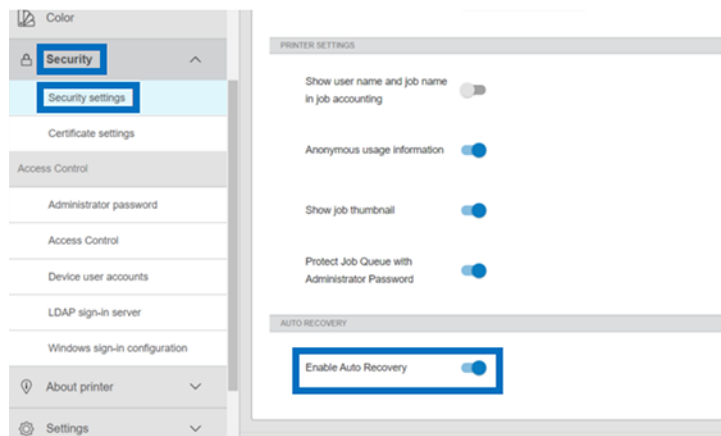 Color
Security
Security settings
Certificate settings
Access Control
Administrator password
Access Control
Device user accounts
LDAP sign-in server
Windows sign-in configuration
About printer
Settings
PRINTER SETTINGS
Show user name and job name
in job accounting
Anonymous usage information
Show job thumbnail
Protect Job Queue with
Administrator Password
AUTO RECOVERY
Enable Auto Recovery